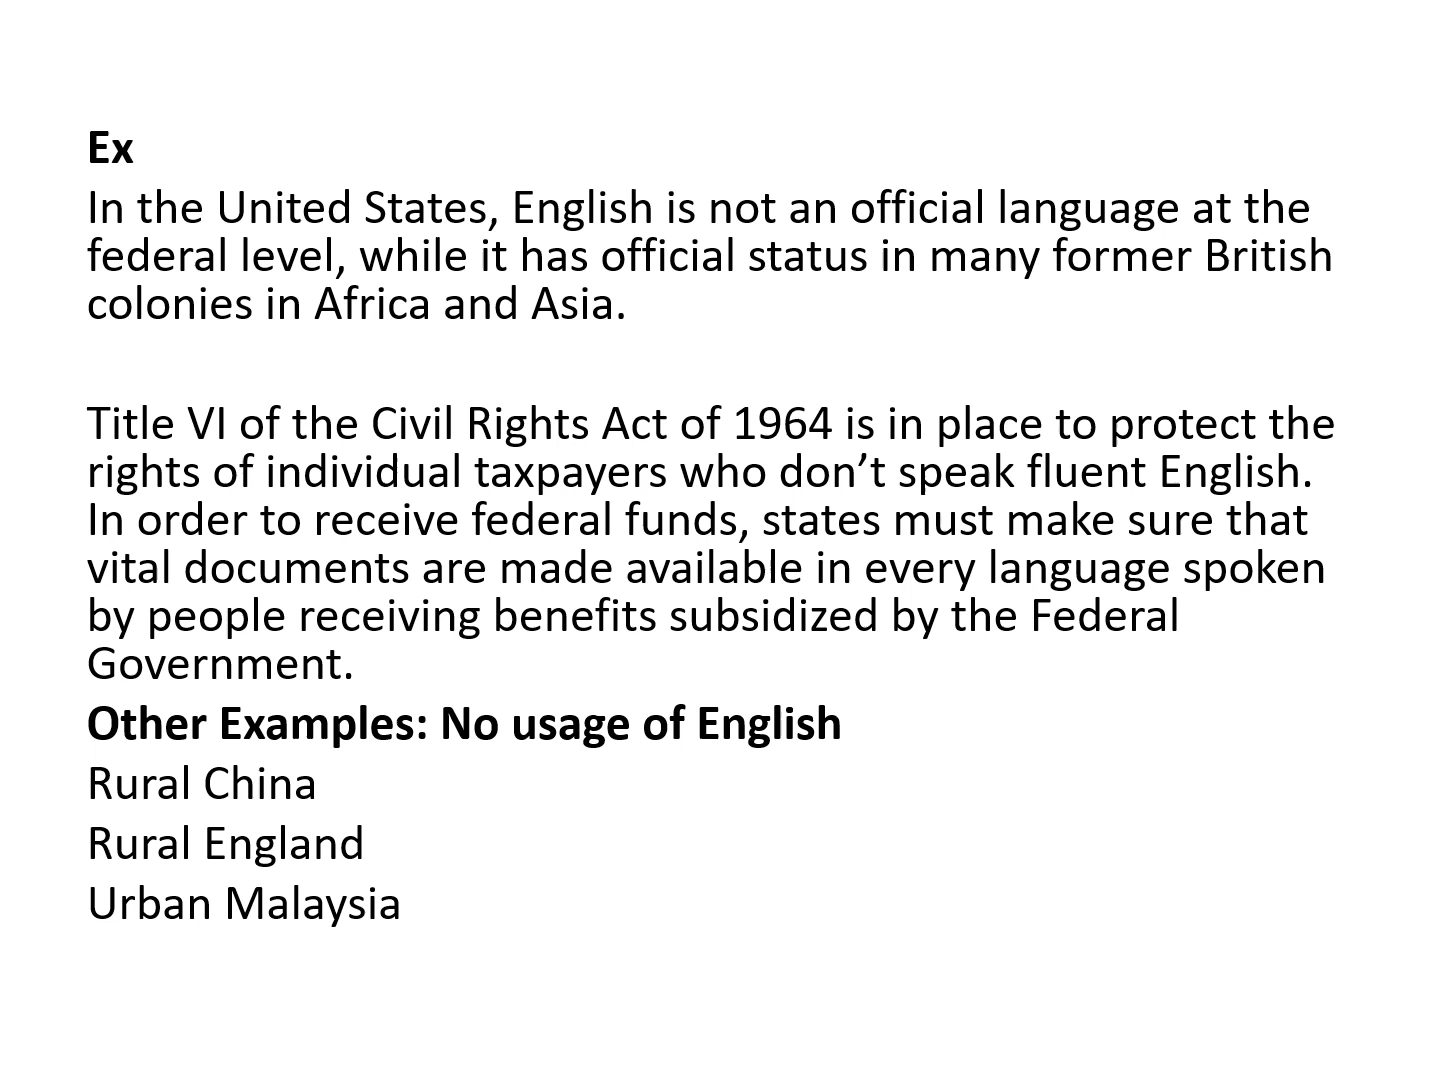 Ex
In the United States, English is not an official language at the
federal level, while it has official status in many former British
colonies in Africa and Asia.
Title VI of the Civil Rights Act of 1964 is in place to protect the
rights of individual taxpayers who don’t speak fluent English.
In order to receive federal funds, states must make sure that
vital documents are made available in every language spoken
by people receiving benefits subsidized by the Federal
Government.
Other Examples: No usage of English
Rural China
Rural England
Urban Malaysia